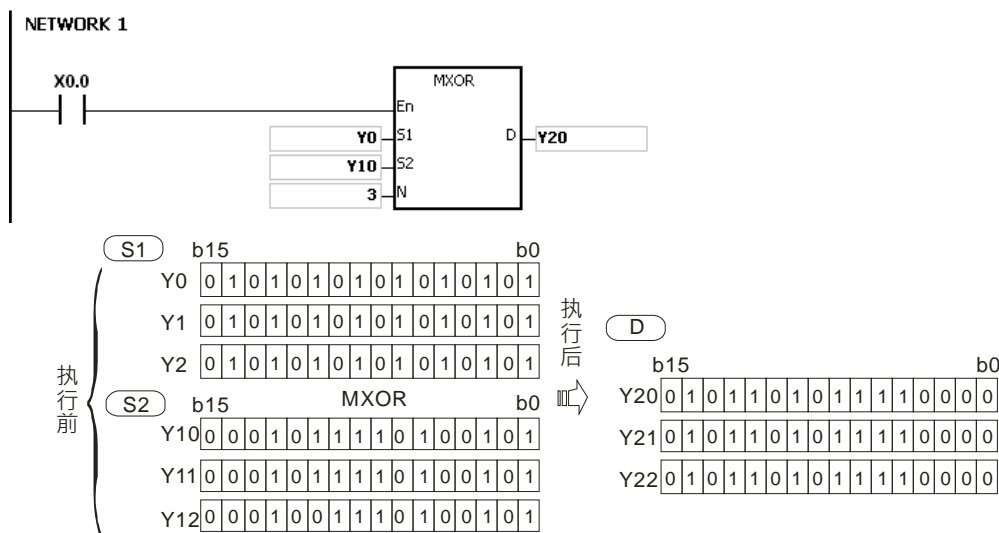 NETWORK 1
X0.0
MXOR
En
Y0 S1 D Y20
Y10 S2
3 N
S1 b15 b0
Y0 0 1 0 1 0 1 0 1 0 1 0 1 0 1 0 1
Y1 0 1 0 1 0 1 0 1 0 1 0 1 0 1 0 1
Y2 0 1 0 1 0 1 0 1 0 1 0 1 0 1 0 1
执行前
S2 b15 MXOR b0
Y10 0 0 0 1 0 1 1 1 1 0 1 0 0 1 0 1
Y11 0 0 0 1 0 1 1 1 1 0 1 0 0 1 0 1
Y12 0 0 0 1 0 0 1 1 1 0 1 0 0 1 0 1
执行后
D
b15 b0
Y20 0 1 0 1 1 0 1 0 1 1 1 1 0 0 0 0
Y21 0 1 0 1 1 0 1 0 1 1 1 1 0 0 0 0
Y22 0 1 0 1 1 0 1 0 1 1 1 1 0 0 0 0